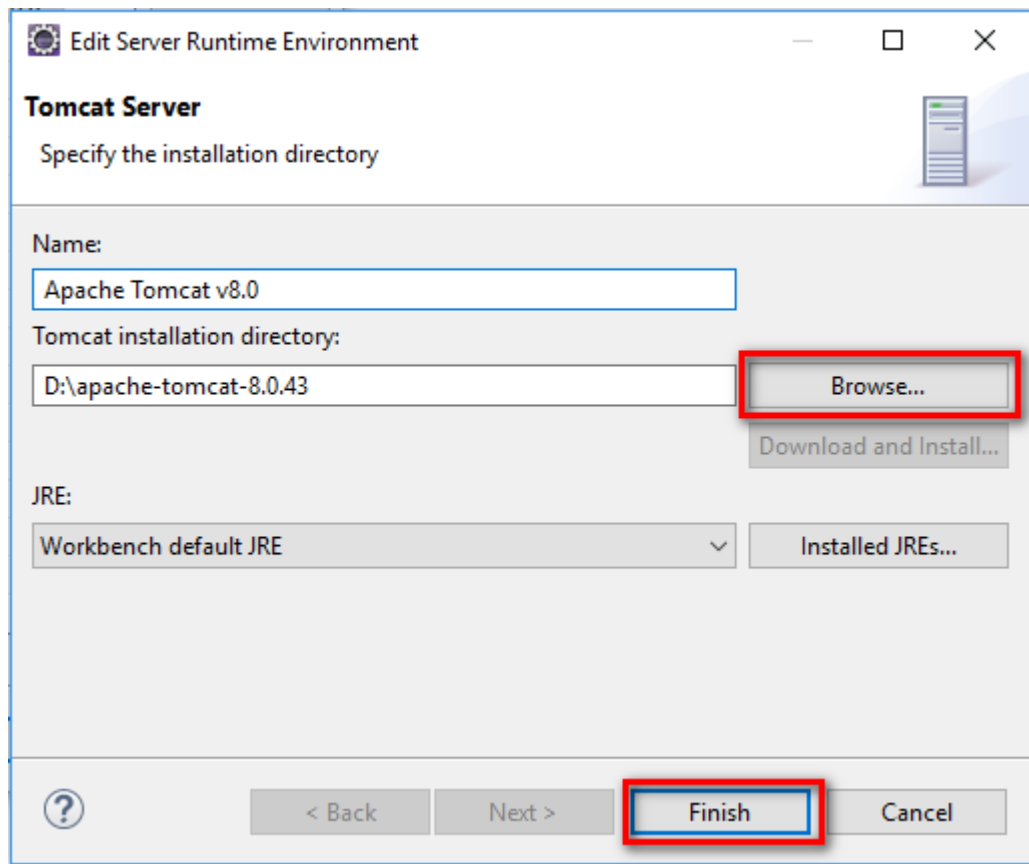 Edit Server Runtime Environment
Tomcat Server
Specify the installation directory
Name:
Apache Tomcat v8.0
Tomcat installation directory:
D:\apache-tomcat-8.0.43
Browse...
Download and Install...
JRE:
Workbench default JRE
Installed JREs...
?
< Back
Next >
Finish
Cancel